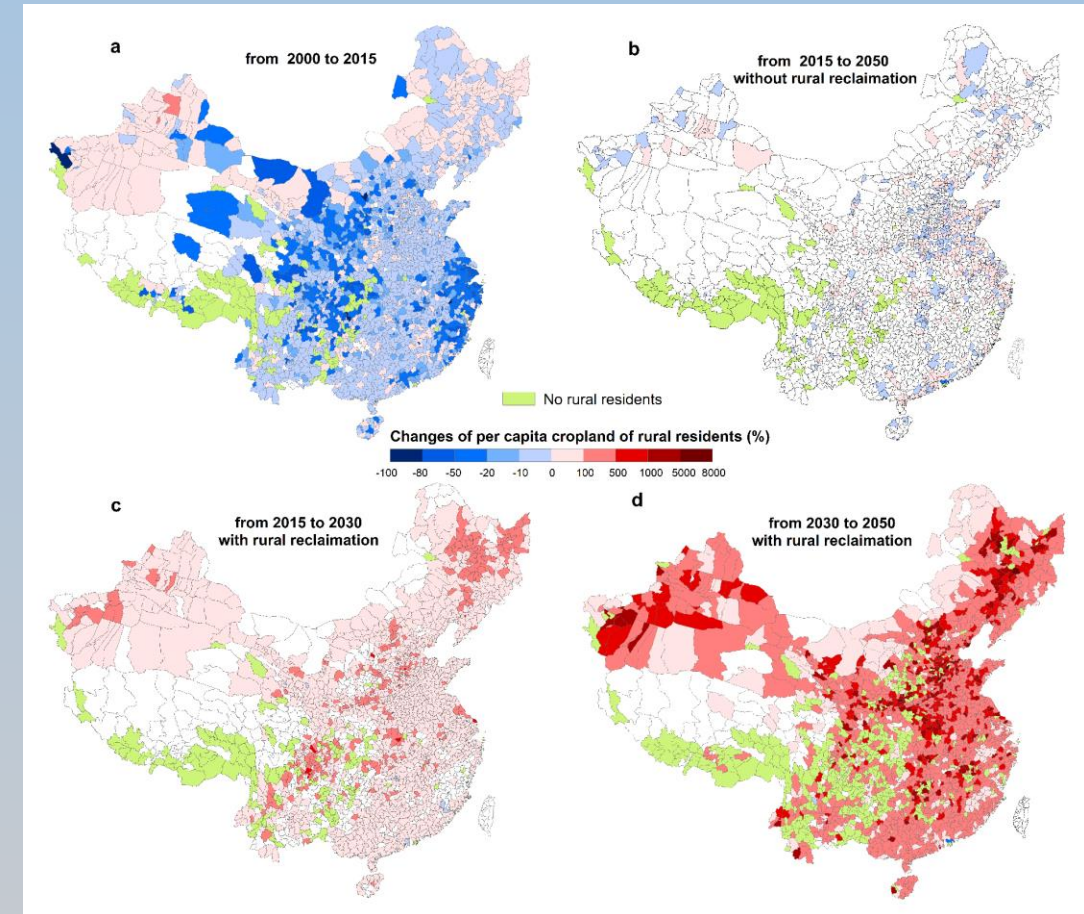 a
from 2000 to 2015
b
from 2015 to 2050
without rural reclaimation
No rural residents
Changes of per capita cropland of rural residents (%)
-100 -80 -50 -20 -10 0 100 500 1000 5000 8000
c
from 2015 to 2030
with rural reclaimation
d
from 2030 to 2050
with rural reclaimation